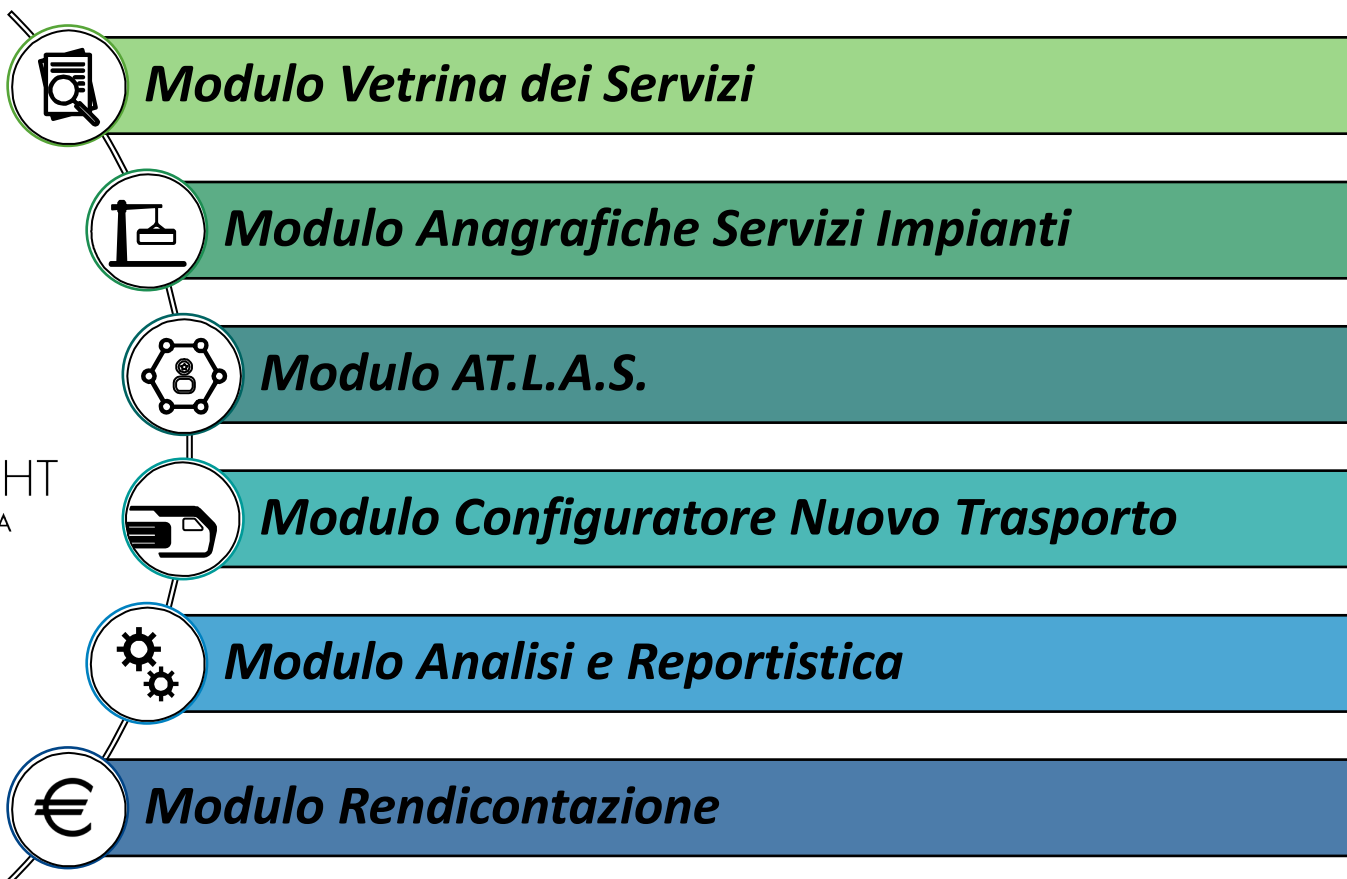 Modulo Vetrina dei Servizi
Modulo Anagrafiche Servizi Impianti
Modulo AT.L.A.S.
HT
A
Modulo Configuratore Nuovo Trasporto
Modulo Analisi e Reportistica
€ Modulo Rendicontazione